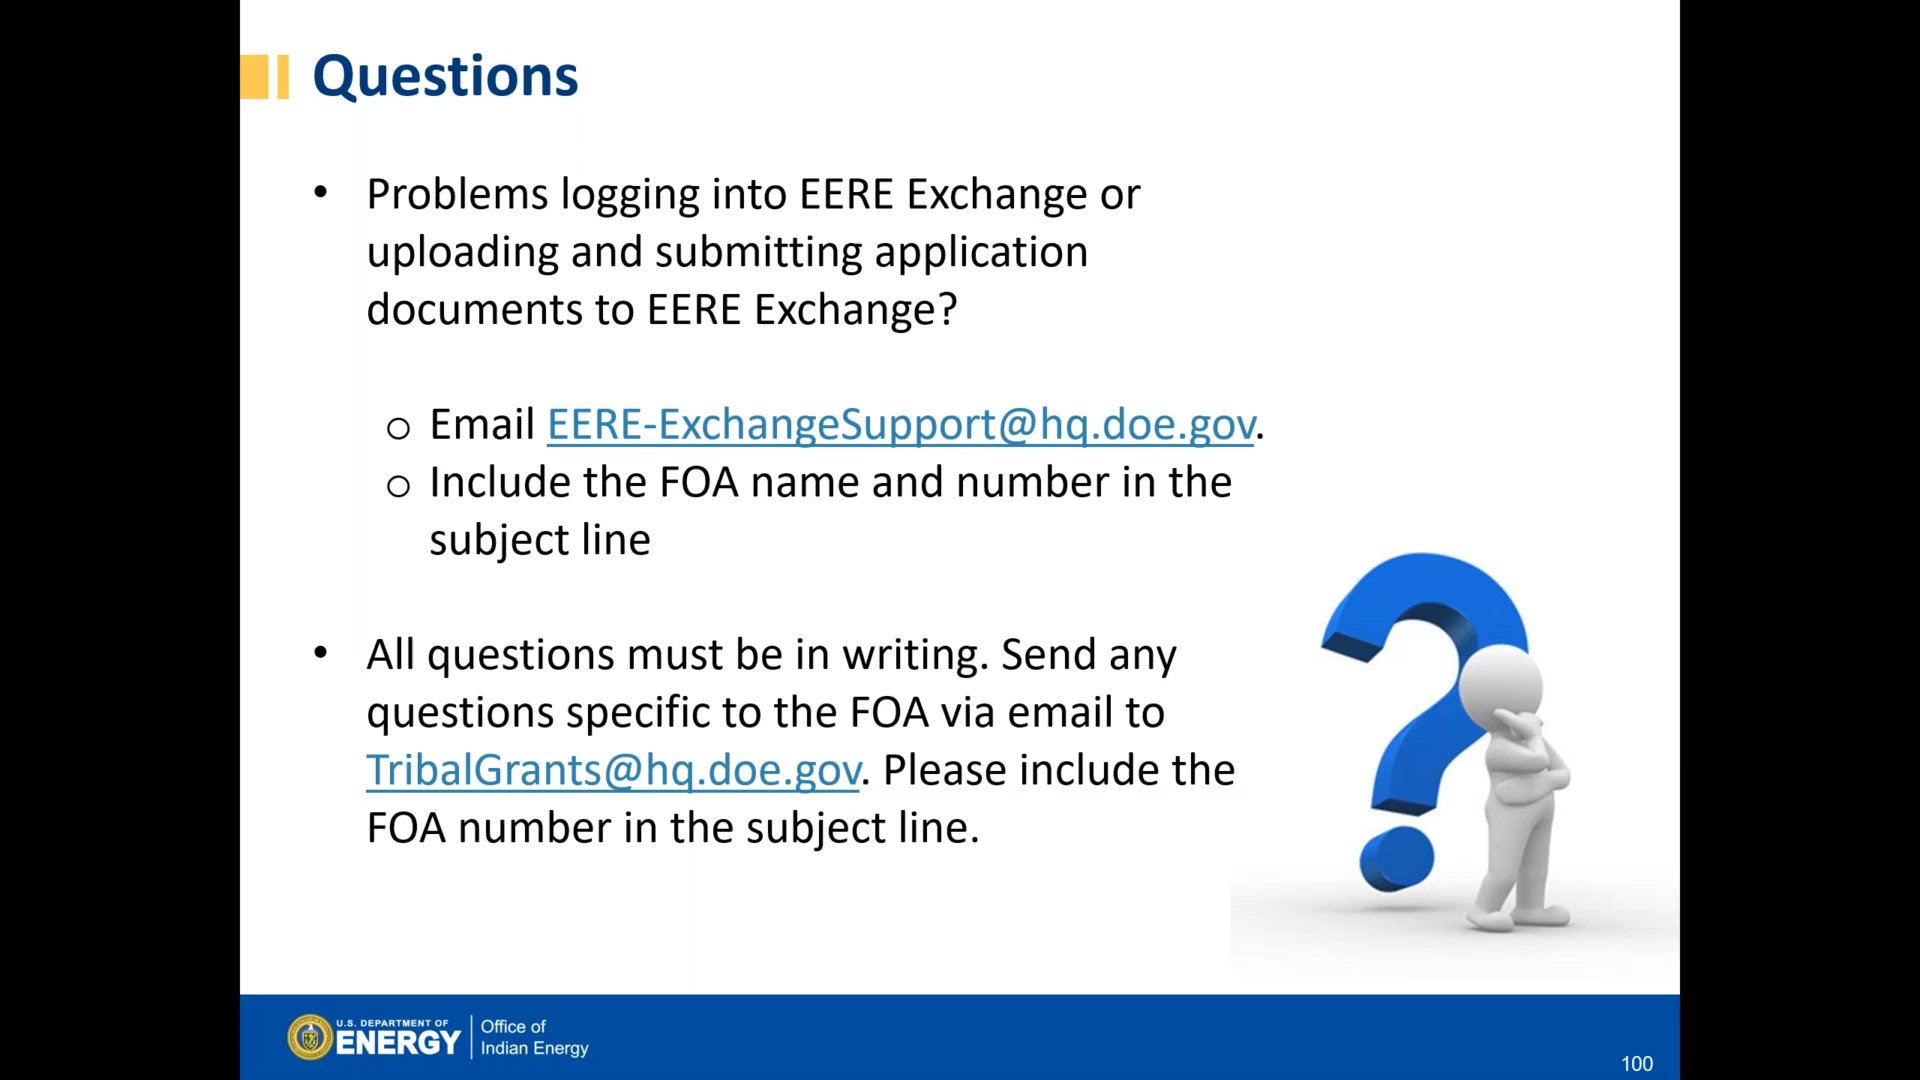 Questions
• Problems logging into EERE Exchange or
uploading and submitting application
documents to EERE Exchange?
o Email EERE-ExchangeSupport@hq.doe.gov.
o Include the FOA name and number in the
subject line
• All questions must be in writing. Send any
questions specific to the FOA via email to
TribalGrants@hq.doe.gov. Please include the
FOA number in the subject line.
U.S. DEPARTMENT OF
ENERGY
Office of
Indian Energy
100